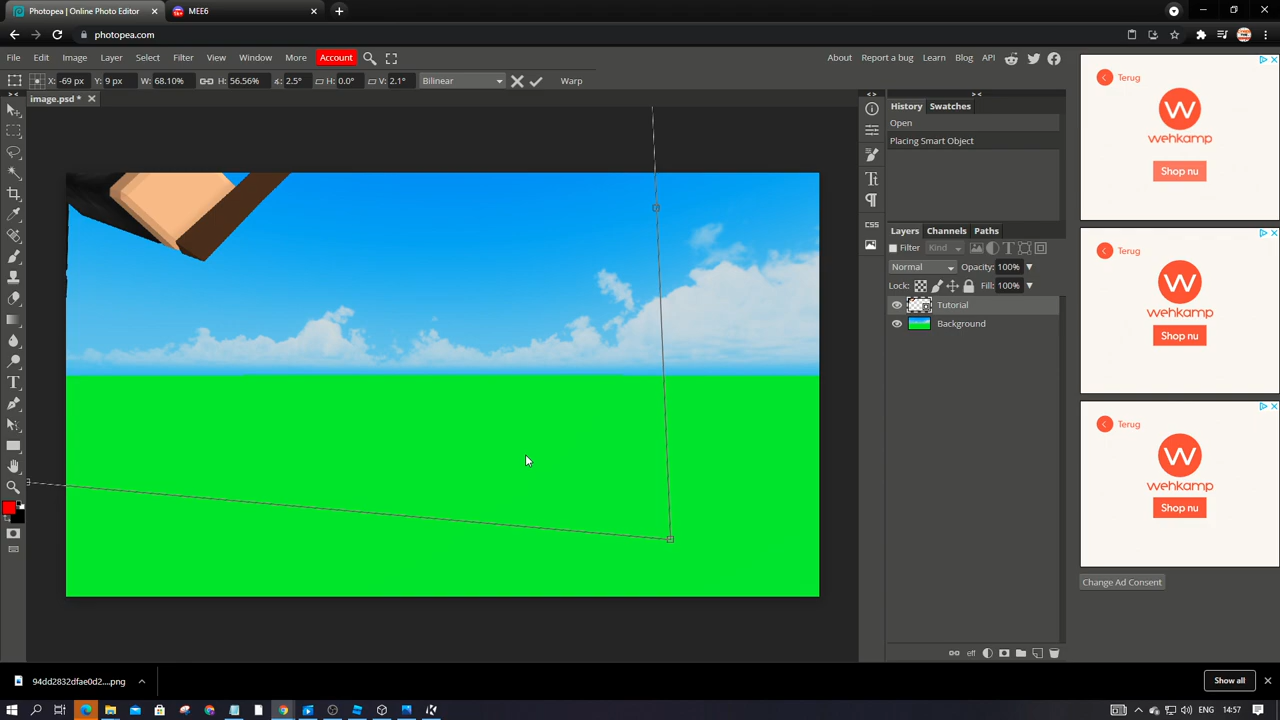 Photopea | Online Photo Editor
MEE6
photopea.com
File Edit Image Layer Select Filter View Window More Account
About Report a bug Learn Blog API
X: -69 px Y: 9 px W: 68.10% H: 56.56% ∡: 2.5° H: 0.0° V: 2.1° Bilinear Warp
image.psd *
History Swatches
Open
Placing Smart Object
CSS
Layers Channels Paths
Filter Kind
Normal Opacity: 100%
Lock: Fill: 100%
Tutorial
Background
eff
Terug
wehkamp
Shop nu
Terug
wehkamp
Shop nu
Terug
wehkamp
Shop nu
Change Ad Consent
94dd2832dfae0d2....png
Show all
ENG 14:57